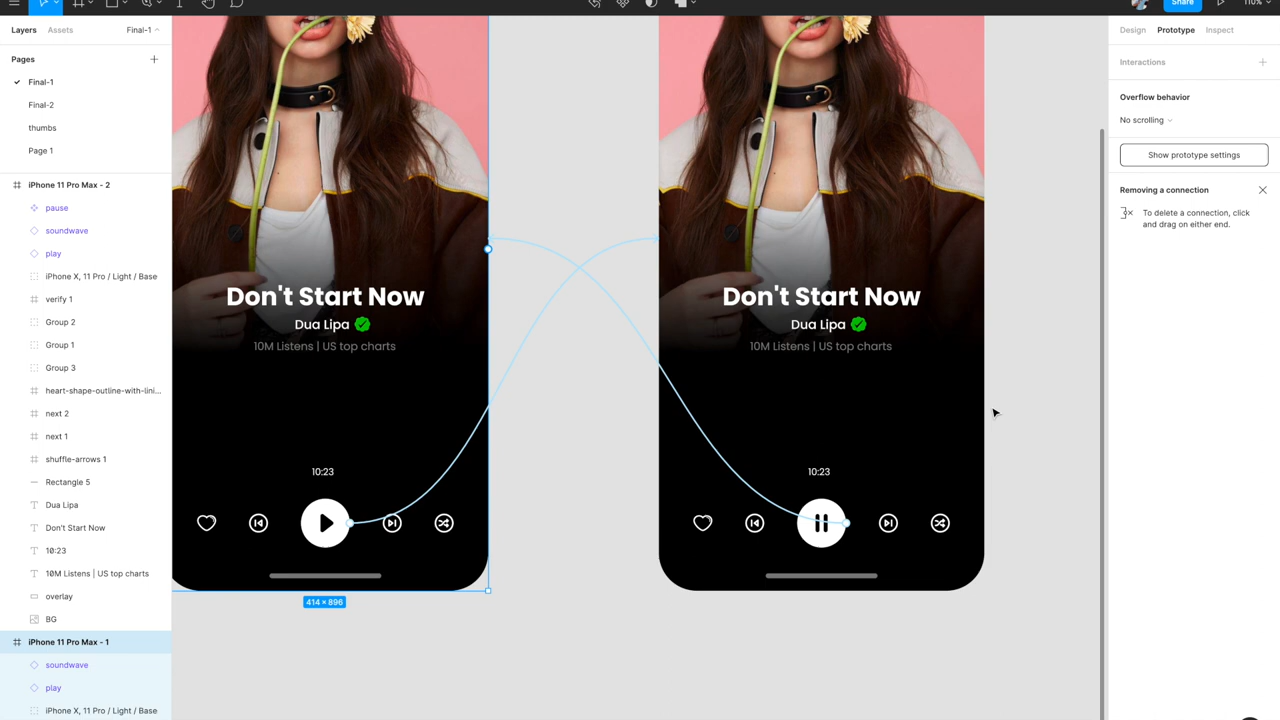 Share
110%
Layers
Assets
Final-1
Pages
Final-1
Final-2
thumbs
Page 1
iPhone 11 Pro Max - 2
pause
soundwave
play
iPhone X, 11 Pro / Light / Base
verify 1
Group 2
Group 1
Group 3
heart-shape-outline-with-lini...
next 2
next 1
shuffle-arrows 1
Rectangle 5
Dua Lipa
Don't Start Now
10:23
10M Listens | US top charts
overlay
BG
iPhone 11 Pro Max - 1
soundwave
play
iPhone X, 11 Pro / Light / Base
Don't Start Now
Dua Lipa
10M Listens | US top charts
10:23
414 × 896
Don't Start Now
Dua Lipa
10M Listens | US top charts
10:23
Design
Prototype
Inspect
Interactions
Overflow behavior
No scrolling
Show prototype settings
Removing a connection
To delete a connection, click
and drag on either end.